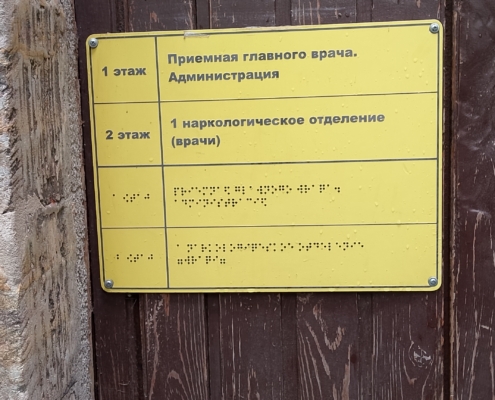 1 этаж
Приемная главного врача.
Администрация
2 этаж
1 наркологическое отделение
(врачи)